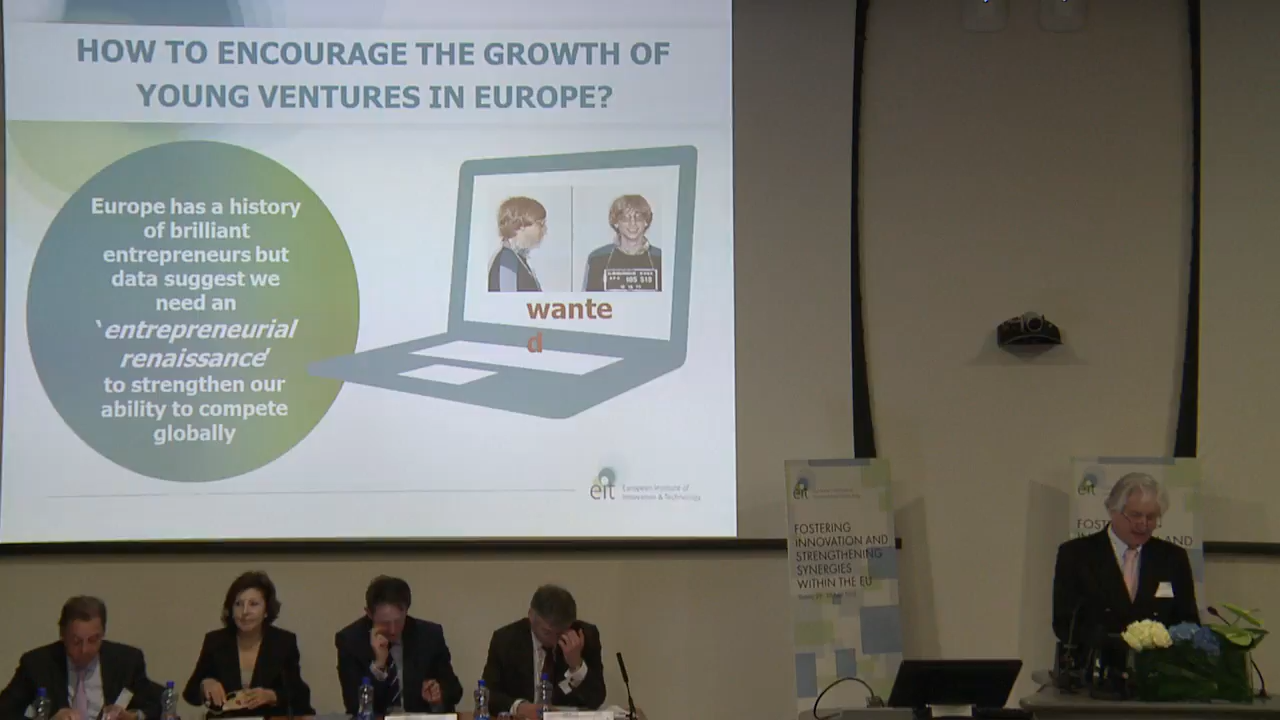 HOW TO ENCOURAGE THE GROWTH OF
YOUNG VENTURES IN EUROPE?
Europe has a history
of brilliant
entrepreneurs but
data suggest we
need an
‘entrepreneurial
renaissance’
to strengthen our
ability to compete
globally
wante
d
eit
European Institute of
Innovation & Technology
eit
FOSTERING
INNOVATION AND
STRENGTHENING
SYNERGIES
WITHIN THE EU
eit